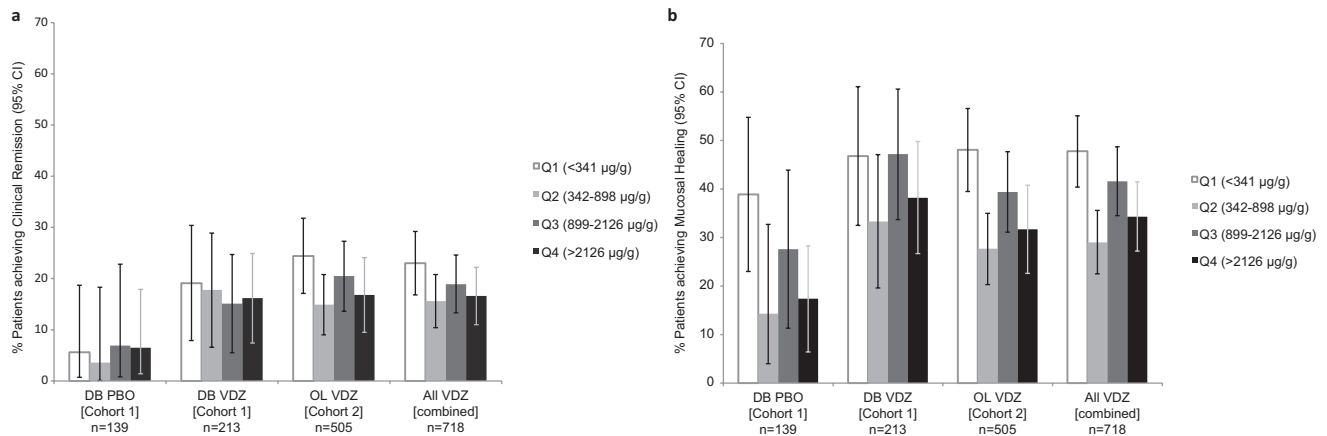 a
% Patients achieving Clinical Remission (95% CI)
70
60
50
40
30
20
10
0
DB PBO
[Cohort 1]
n=139
DB VDZ
[Cohort 1]
n=213
OL VDZ
[Cohort 2]
n=505
All VDZ
[combined]
n=718
Q1 (<341 µg/g)
Q2 (342-898 µg/g)
Q3 (899-2126 µg/g)
Q4 (>2126 µg/g)
b
% Patients achieving Mucosal Healing (95% CI)
70
60
50
40
30
20
10
0
DB PBO
[Cohort 1]
n=139
DB VDZ
[Cohort 1]
n=213
OL VDZ
[Cohort 2]
n=505
All VDZ
[combined]
n=718
Q1 (<341 µg/g)
Q2 (342-898 µg/g)
Q3 (899-2126 µg/g)
Q4 (>2126 µg/g)